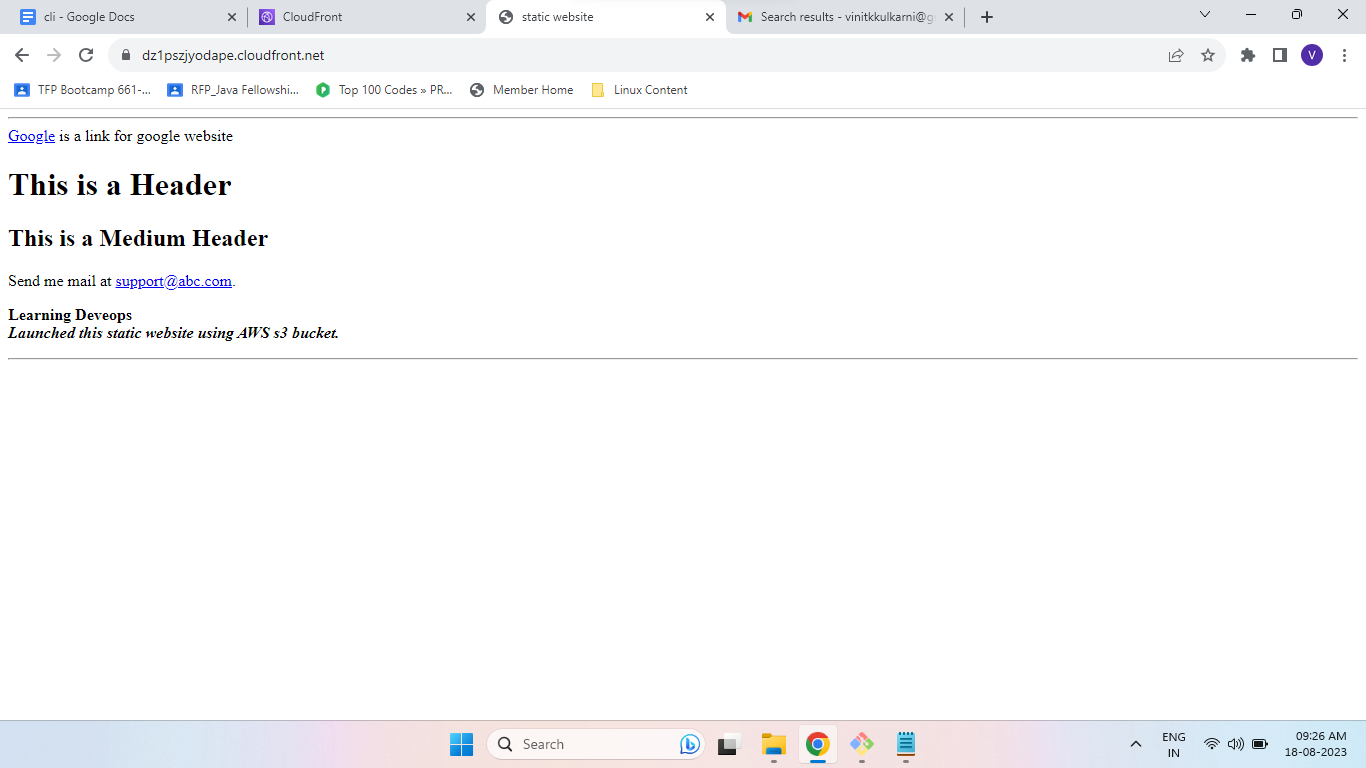 cli - Google Docs
CloudFront
static website
Search results - vinitkkulkarni@g
dz1pszjyodape.cloudfront.net
V
TFP Bootcamp 661-...
RFP_Java Fellowshi...
Top 100 Codes » PR...
Member Home
Linux Content
Google is a link for google website
This is a Header
This is a Medium Header
Send me mail at support@abc.com.
Learning Deveops
Launched this static website using AWS s3 bucket.
Search
ENG
IN
09:26 AM
18-08-2023